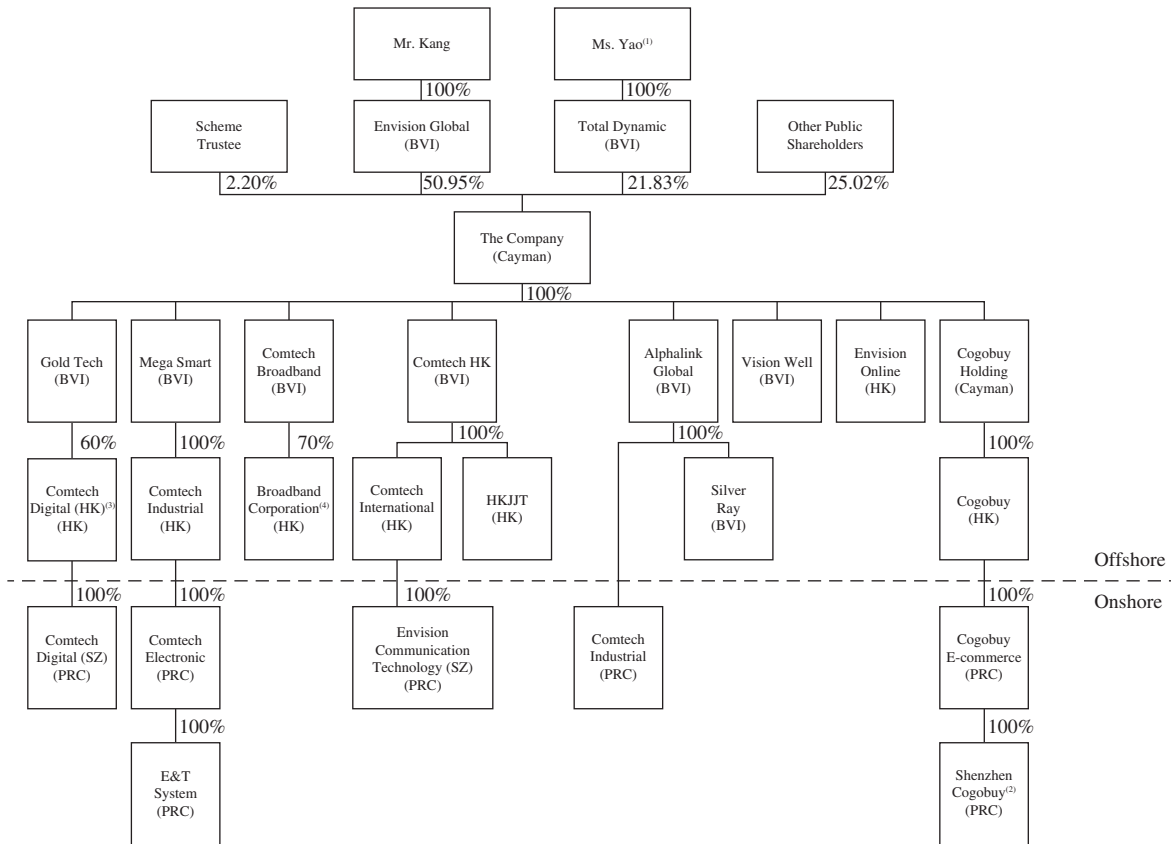 Mr. Kang
Ms. Yao(1)
100%
100%
Scheme
Trustee
Envision Global
(BVI)
Total Dynamic
(BVI)
Other Public
Shareholders
2.20%
50.95%
21.83%
25.02%
The Company
(Cayman)
100%
Gold Tech
(BVI)
Mega Smart
(BVI)
Comtech
Broadband
(BVI)
Comtech HK
(BVI)
Alphalink
Global
(BVI)
Vision Well
(BVI)
Envision
Online
(HK)
Cogobuy
Holding
(Cayman)
60%
100%
70%
100%
100%
100%
Comtech
Digital (HK)(3)
(HK)
Comtech
Industrial
(HK)
Broadband
Corporation(4)
(HK)
Comtech
International
(HK)
HKJJT
(HK)
Silver
Ray
(BVI)
Cogobuy
(HK)
Offshore
Onshore
100%
100%
100%
100%
Comtech
Digital (SZ)
(PRC)
Comtech
Electronic
(PRC)
Envision
Communication
Technology (SZ)
(PRC)
Comtech
Industrial
(PRC)
Cogobuy
E-commerce
(PRC)
100%
100%
E&T
System
(PRC)
Shenzhen
Cogobuy(2)
(PRC)